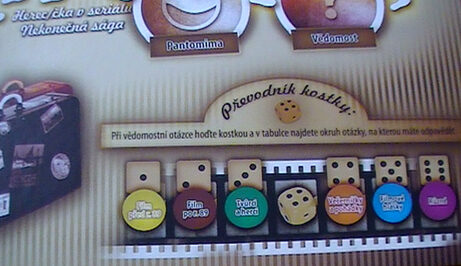 Herec/čka v seriálu
Nekonečná sága
Pantomima
Vědomost
Převodník kostky:
Při vědomostní otázce hoďte kostkou a v tabulce najdete okruh otázky, na kterou máte odpovědět.
Film
před r. 89
Film
po r. 89
Tvůrci
a herci
Večerníčky
a pohádky
Filmové
hlášky
Různé